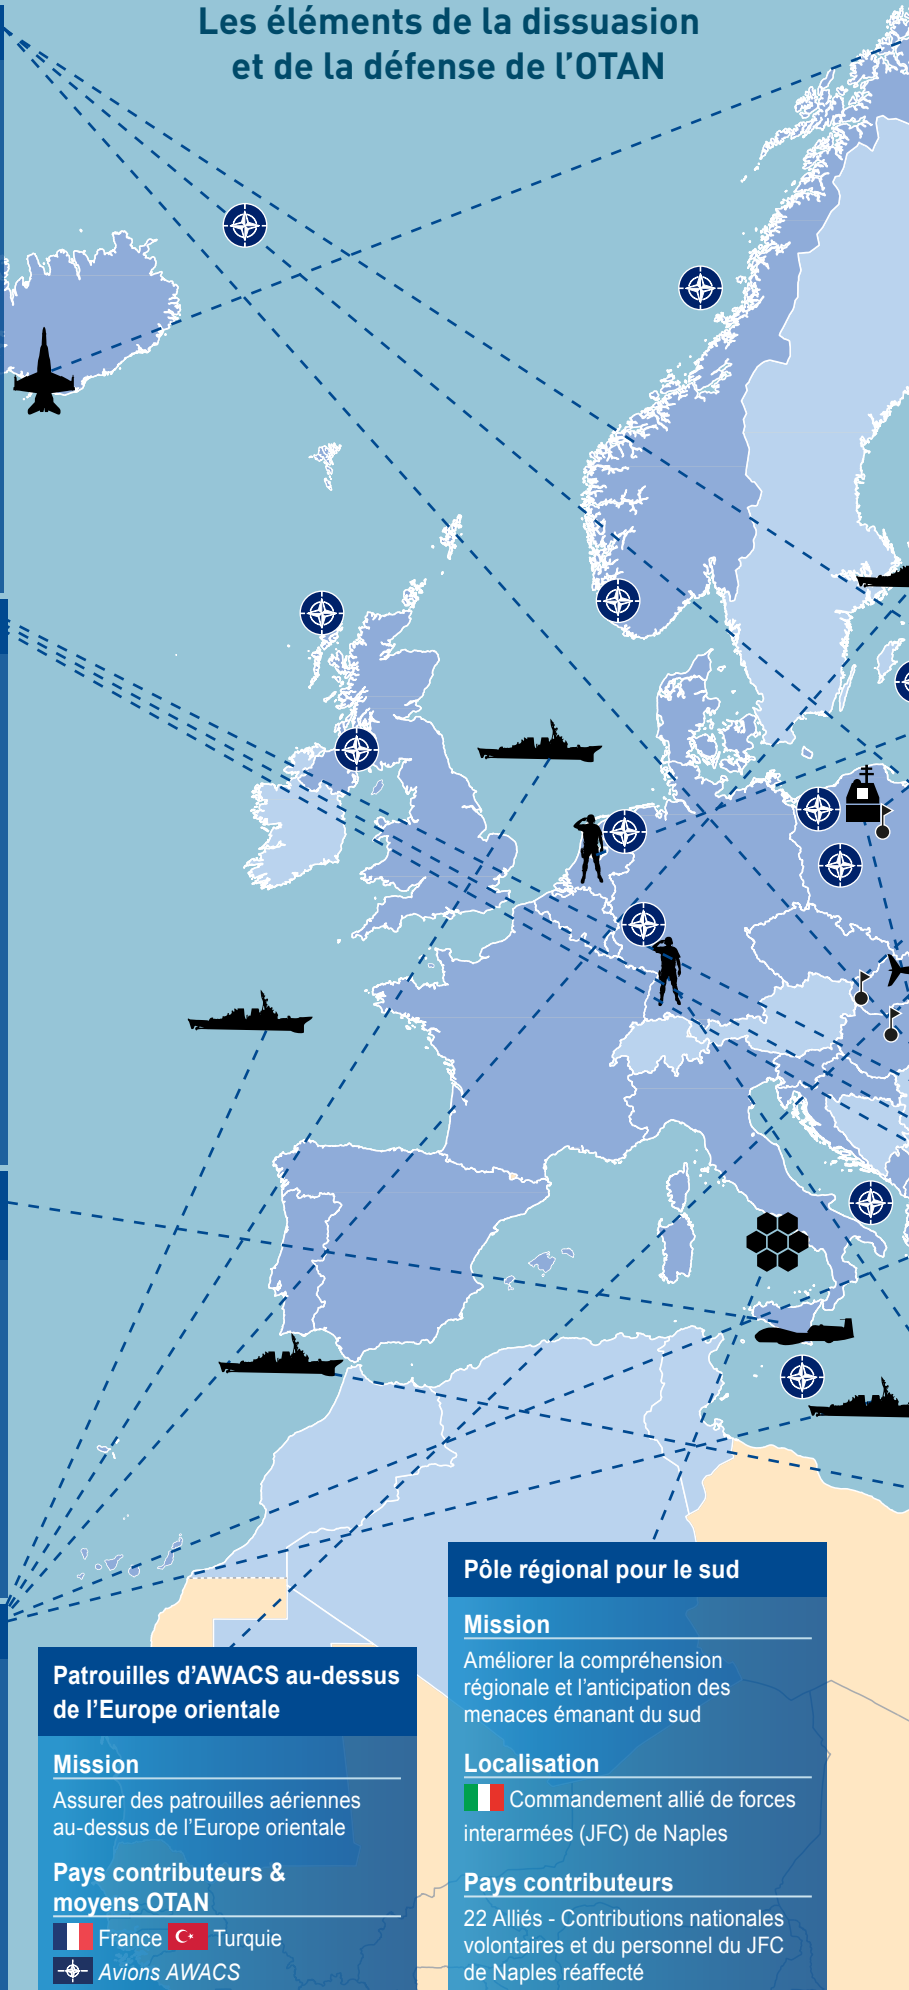 Les éléments de la dissuasion
et de la défense de l’OTAN
Patrouilles d’AWACS au-dessus
de l’Europe orientale
Mission
Assurer des patrouilles aériennes
au-dessus de l’Europe orientale
Pays contributeurs &
moyens OTAN
France Turquie
Avions AWACS
Pôle régional pour le sud
Mission
Améliorer la compréhension
régionale et l’anticipation des
menaces émanant du sud
Localisation
Commandement allié de forces
interarmées (JFC) de Naples
Pays contributeurs
22 Alliés - Contributions nationales
volontaires et du personnel du JFC
de Naples réaffecté